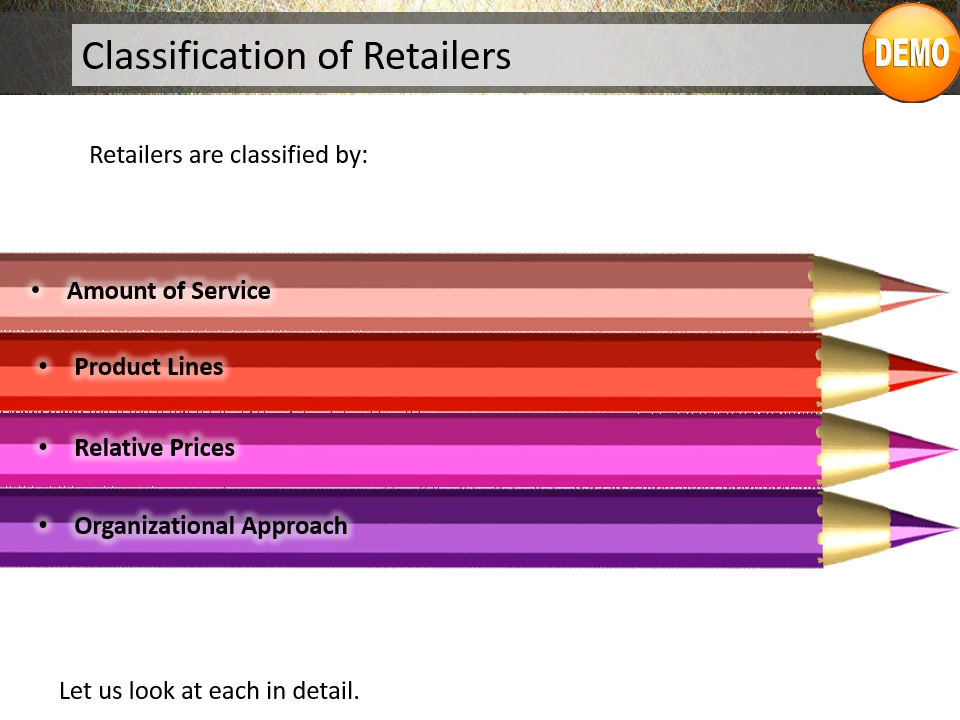 Classification of Retailers
DEMO
Retailers are classified by:
• Amount of Service
• Product Lines
• Relative Prices
• Organizational Approach
Let us look at each in detail.